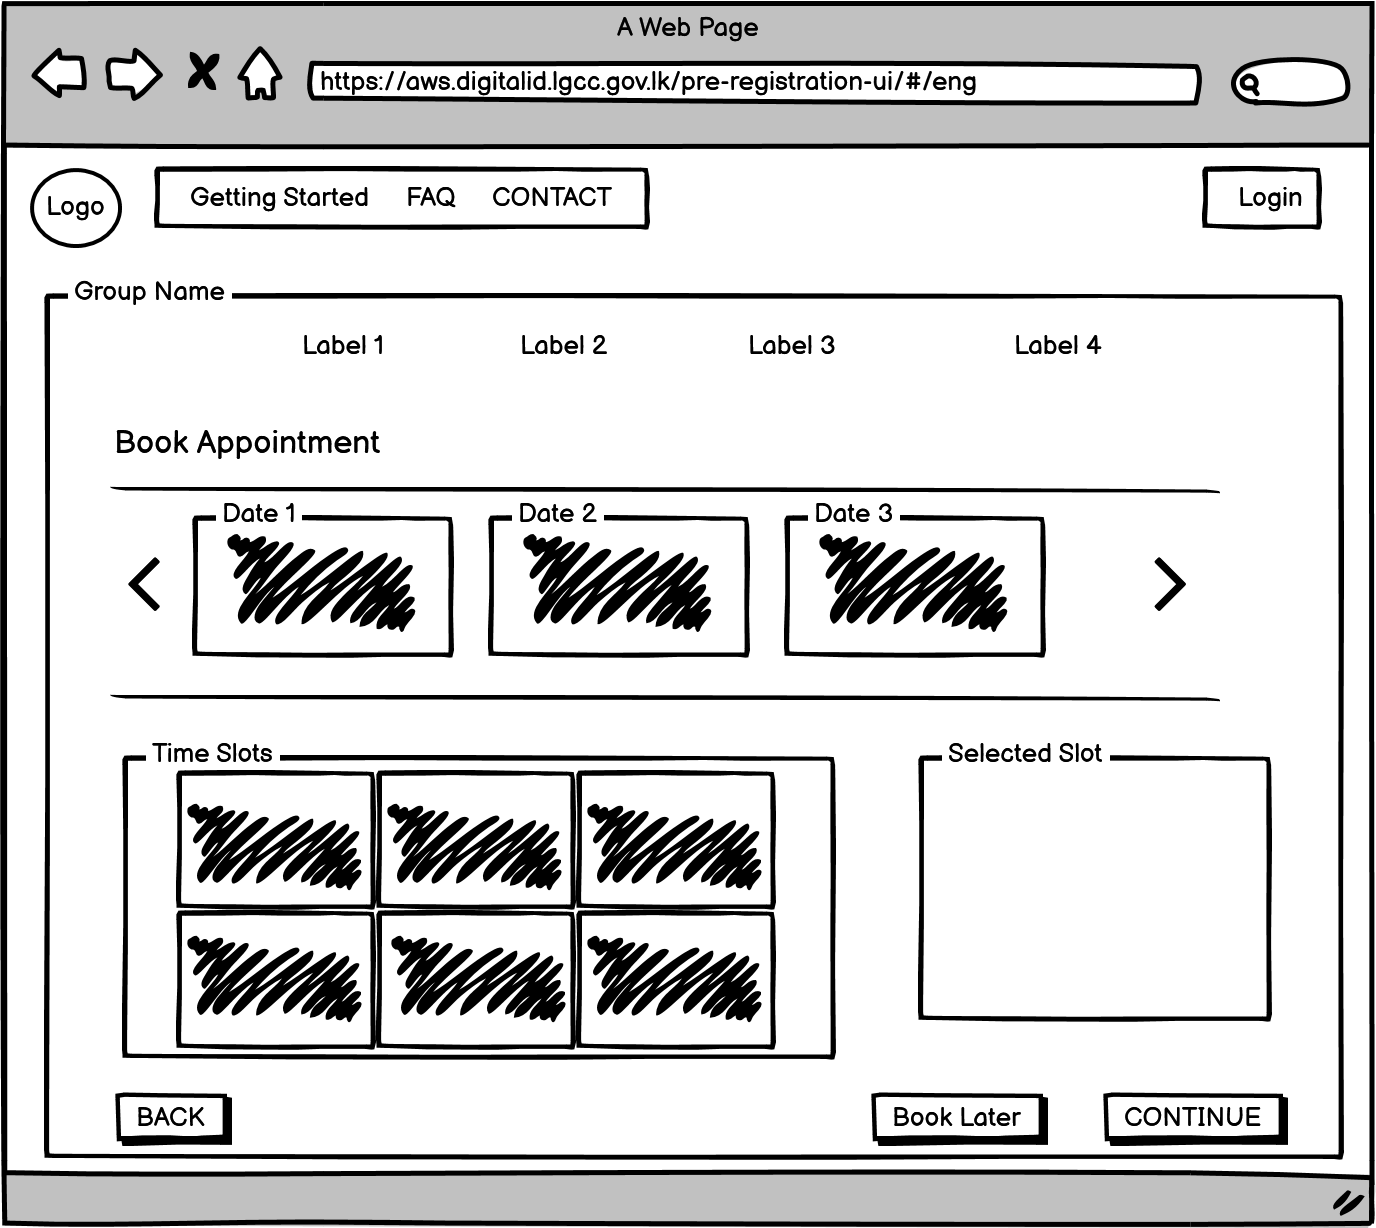 A Web Page
https://aws.digitalid.lgcc.gov.lk/pre-registration-ui/#/eng
Logo
Getting Started FAQ CONTACT
Login
Group Name
Label 1 Label 2 Label 3 Label 4
Book Appointment
Date 1 Date 2 Date 3
Time Slots
Selected Slot
BACK
Book Later
CONTINUE